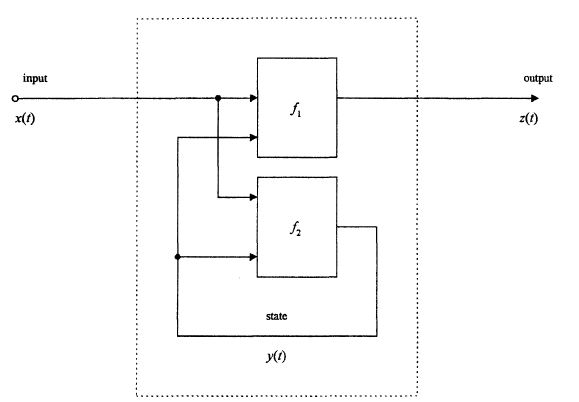 input
output
x(t)
f₁
z(t)
f₂
state
y(t)